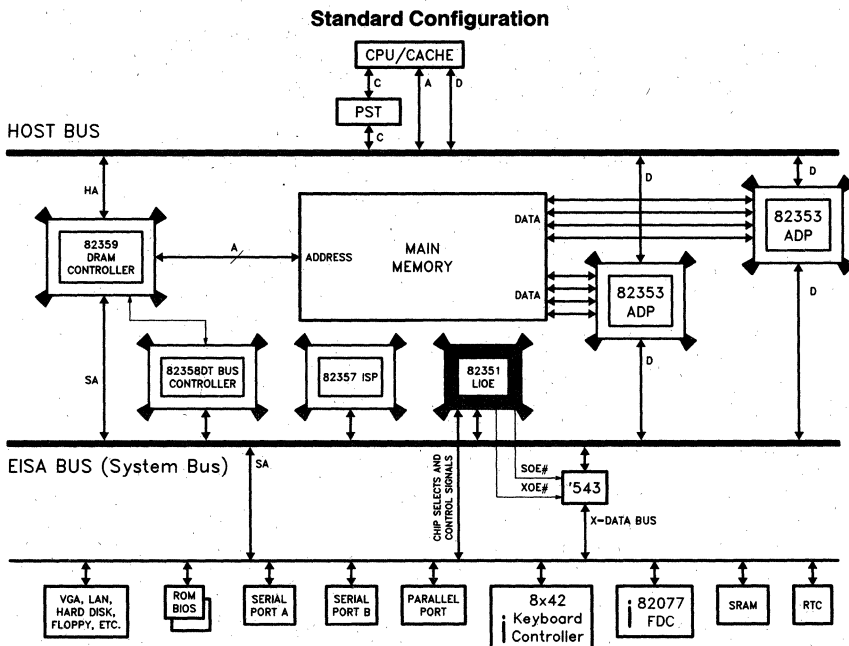 Standard Configuration
CPU/CACHE
C
A
D
PST
C
HOST BUS
HA
D
D
82359
DRAM
CONTROLLER
A
ADDRESS
MAIN
MEMORY
DATA
DATA
82353
ADP
82353
ADP
SA
82358DT BUS
CONTROLLER
82357 ISP
82351
LIOE
D
D
EISA BUS (System Bus)
SA
CHIP SELECTS AND
CONTROL SIGNALS
SOE#
XOE#
'543
X-DATA BUS
VGA, LAN,
HARD DISK,
FLOPPY, ETC.
ROM
BIOS
SERIAL
PORT A
SERIAL
PORT B
PARALLEL
PORT
8x42
i Keyboard
Controller
i 82077
FDC
SRAM
RTC